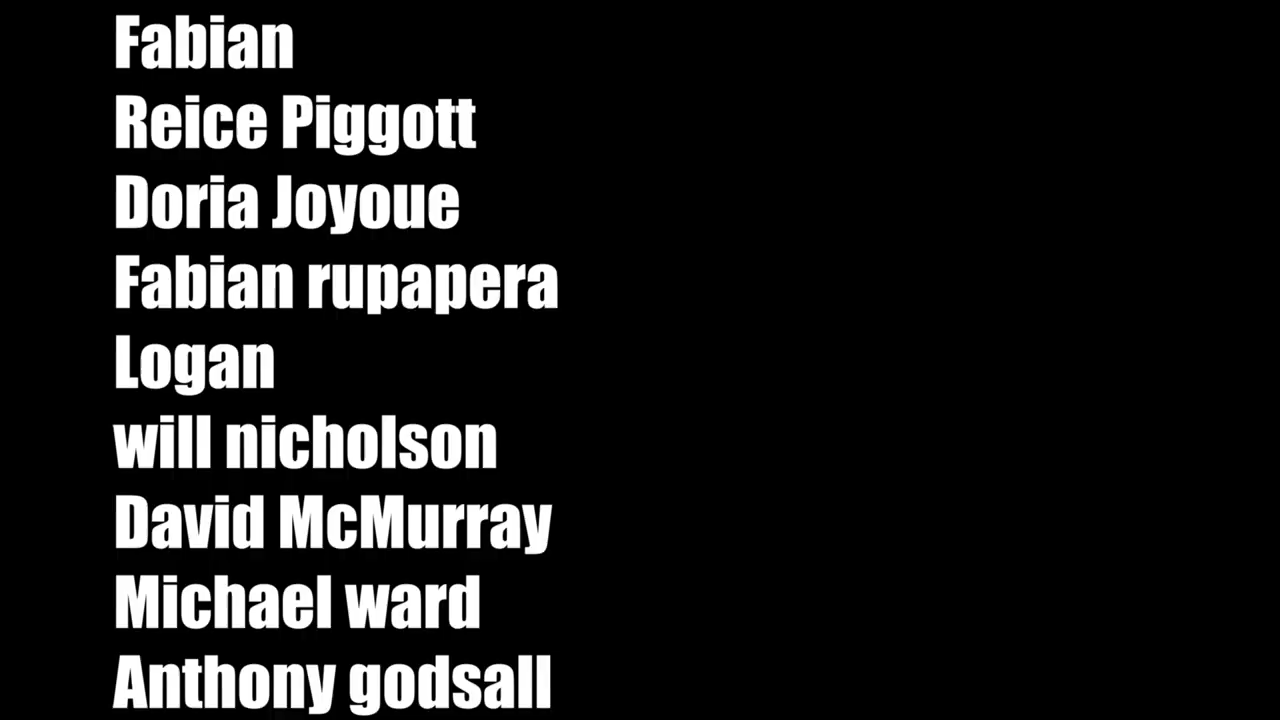 Fabian
Reice Piggott
Doria Joyoue
Fabian rupapera
Logan
will nicholson
David McMurray
Michael ward
Anthony godsall